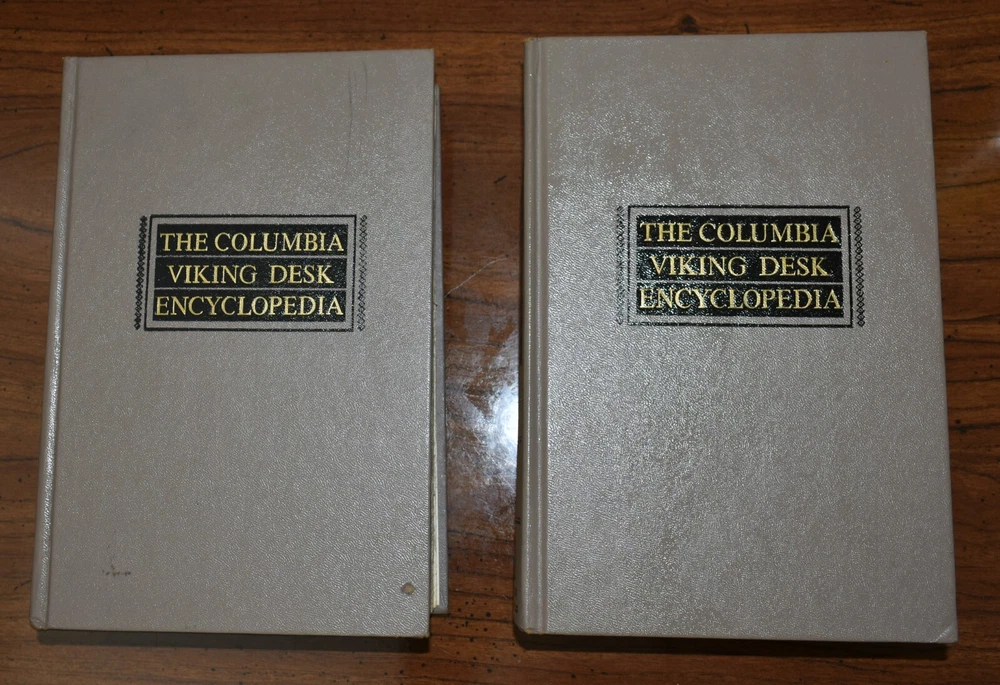 THE COLUMBIA
VIKING DESK
ENCYCLOPEDIA
THE COLUMBIA
VIKING DESK
ENCYCLOPEDIA